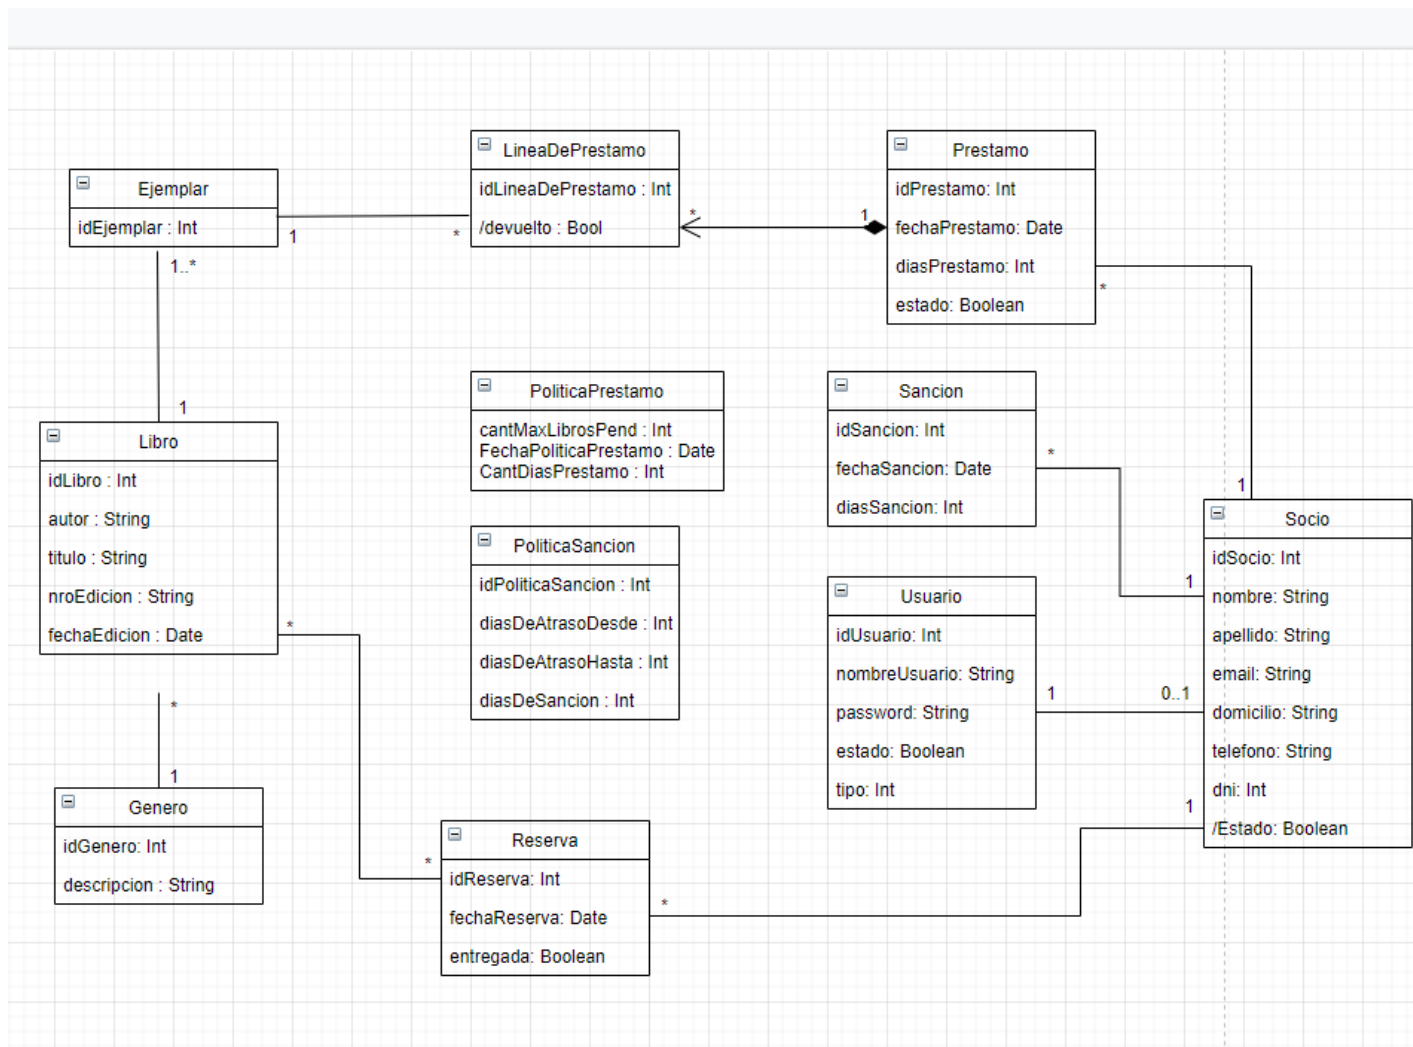 LineaDePrestamo
idLineaDePrestamo : Int
/devuelto : Bool
Prestamo
idPrestamo: Int
fechaPrestamo: Date
diasPrestamo: Int
estado: Boolean
Ejemplar
idEjemplar : Int
1
*
*
1
1..*
1
*
1
PoliticaPrestamo
cantMaxLibrosPend : Int
FechaPoliticaPrestamo : Date
CantDiasPrestamo : Int
Sancion
idSancion: Int
fechaSancion: Date
diasSancion: Int
*
1
Libro
idLibro : Int
autor : String
titulo : String
nroEdicion : String
fechaEdicion : Date
*
PoliticaSancion
idPoliticaSancion : Int
diasDeAtrasoDesde : Int
diasDeAtrasoHasta : Int
diasDeSancion : Int
Usuario
idUsuario: Int
nombreUsuario: String
password: String
estado: Boolean
tipo: Int
1
0..1
Socio
idSocio: Int
nombre: String
apellido: String
email: String
domicilio: String
telefono: String
dni: Int
/Estado: Boolean
*
1
Genero
idGenero: Int
descripcion : String
*
Reserva
idReserva: Int
fechaReserva: Date
entregada: Boolean
*
1